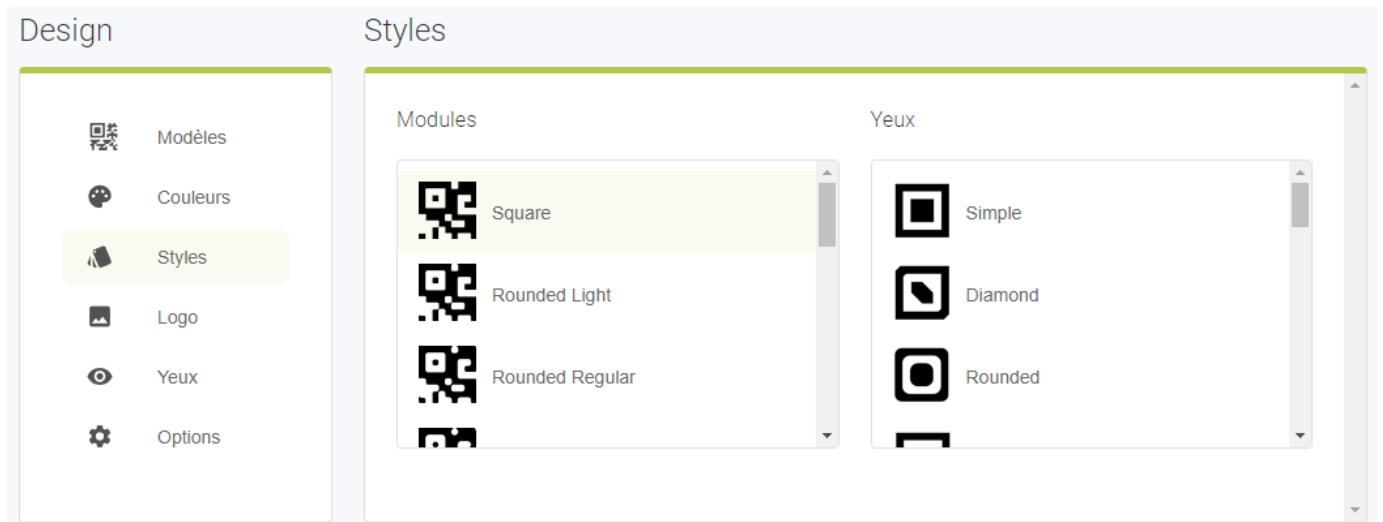 Design
Styles
Modèles
Couleurs
Styles
Logo
Yeux
Options
Modules
Square
Rounded Light
Rounded Regular
Yeux
Simple
Diamond
Rounded